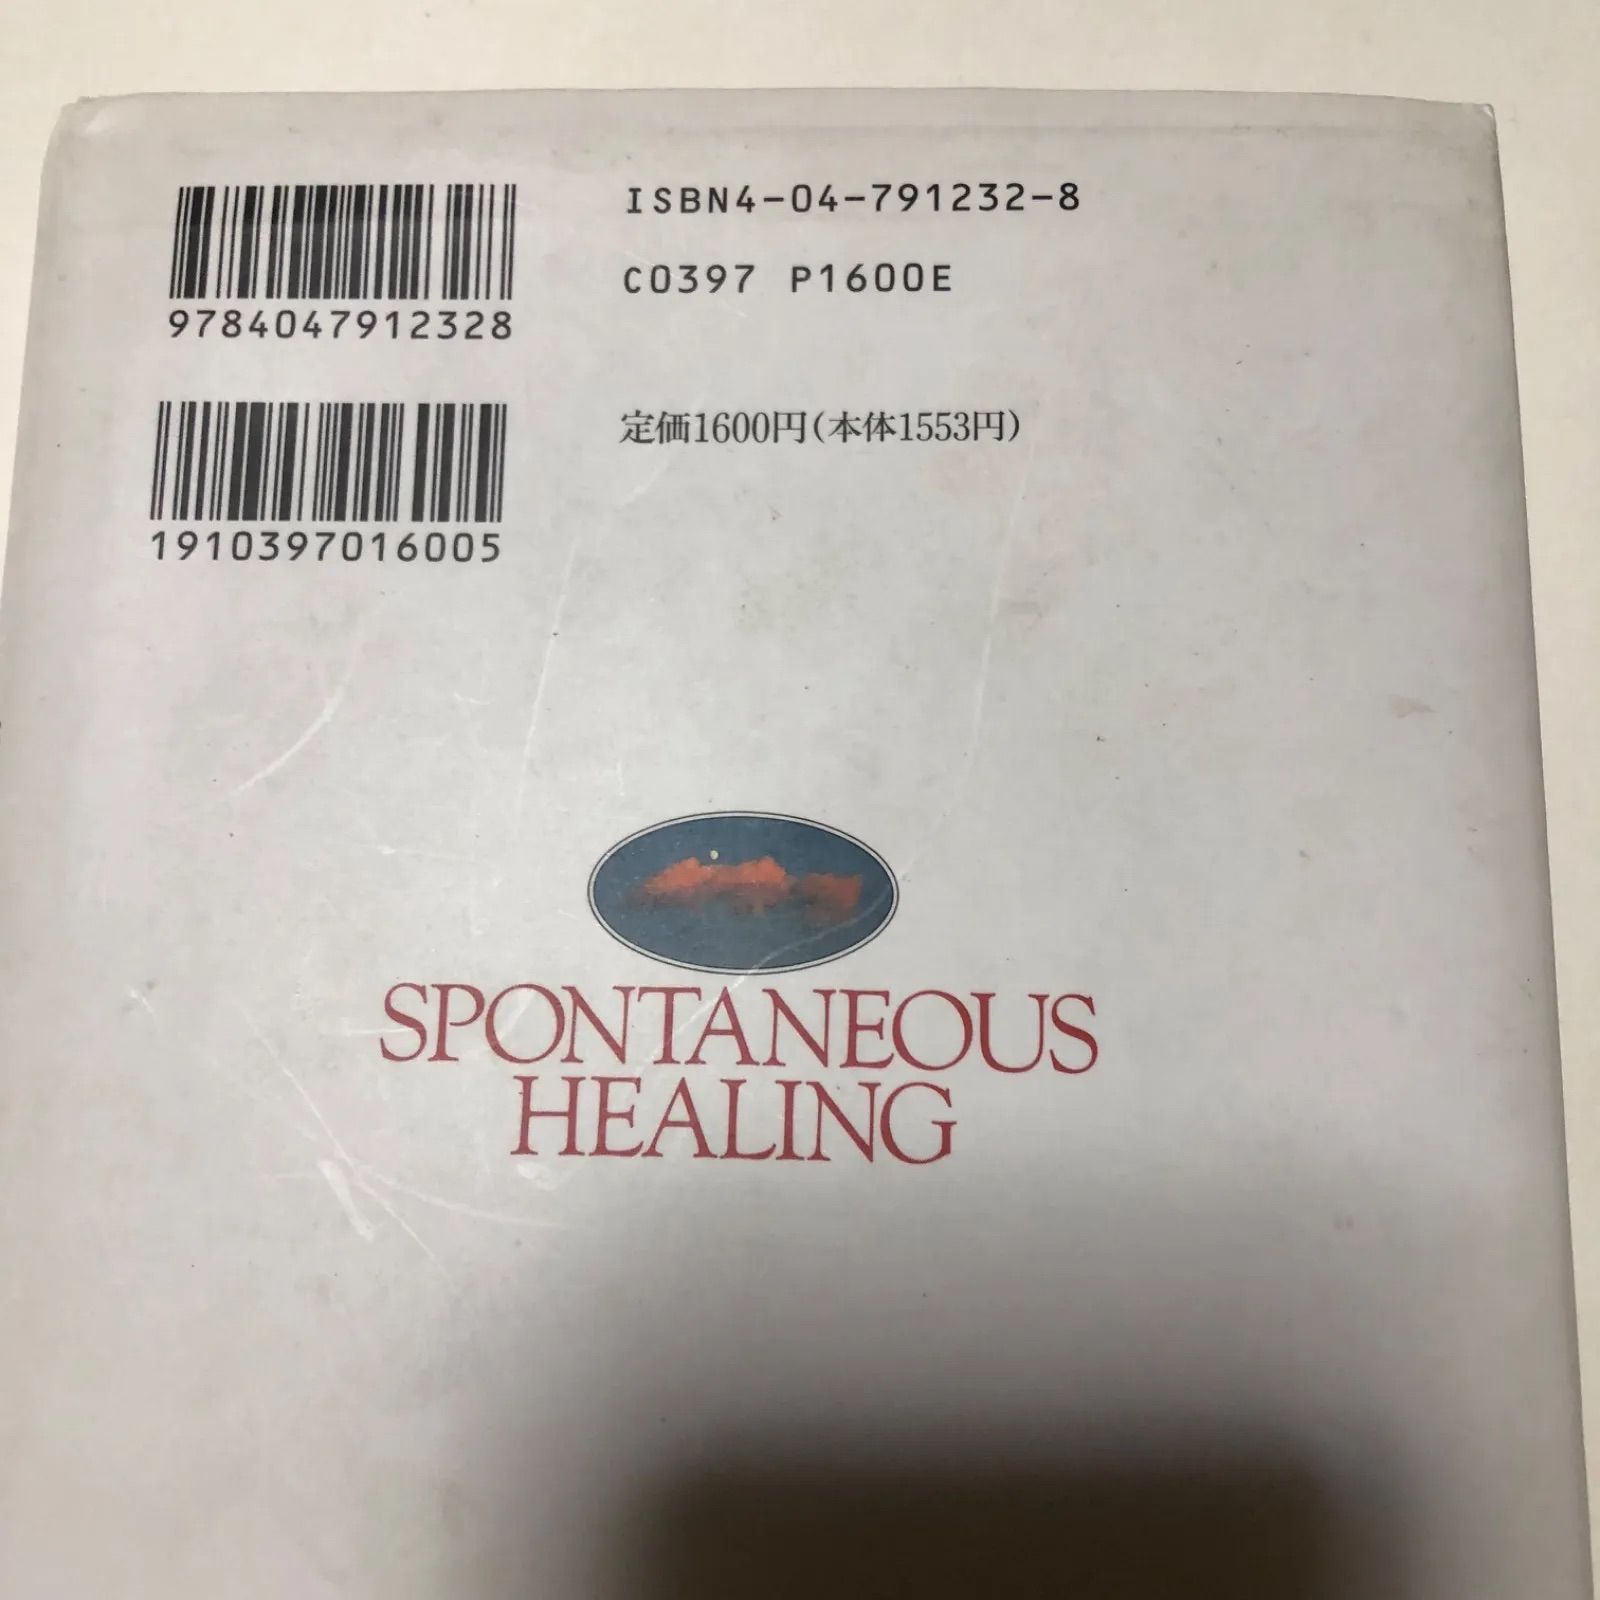 ISBN4-04-791232-8
C0397 P1600E
9784047912328
定価1600円(本体1553円)
1910397016005
SPONTANEOUS
HEALING